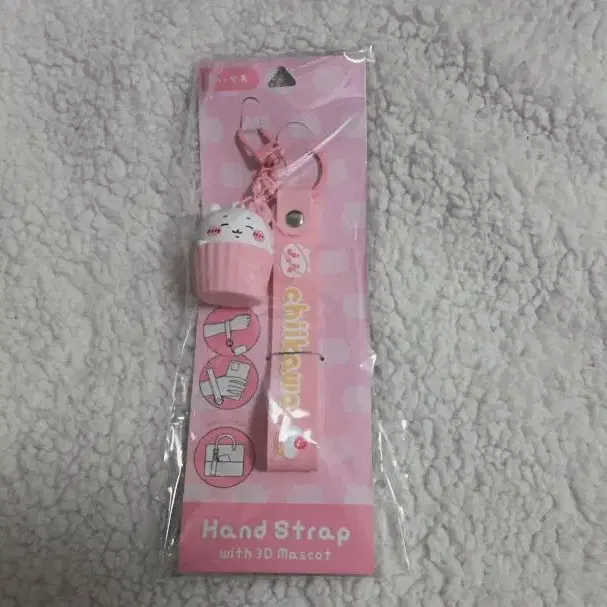 chiikawa
Hand Strap
with 3D Mascot